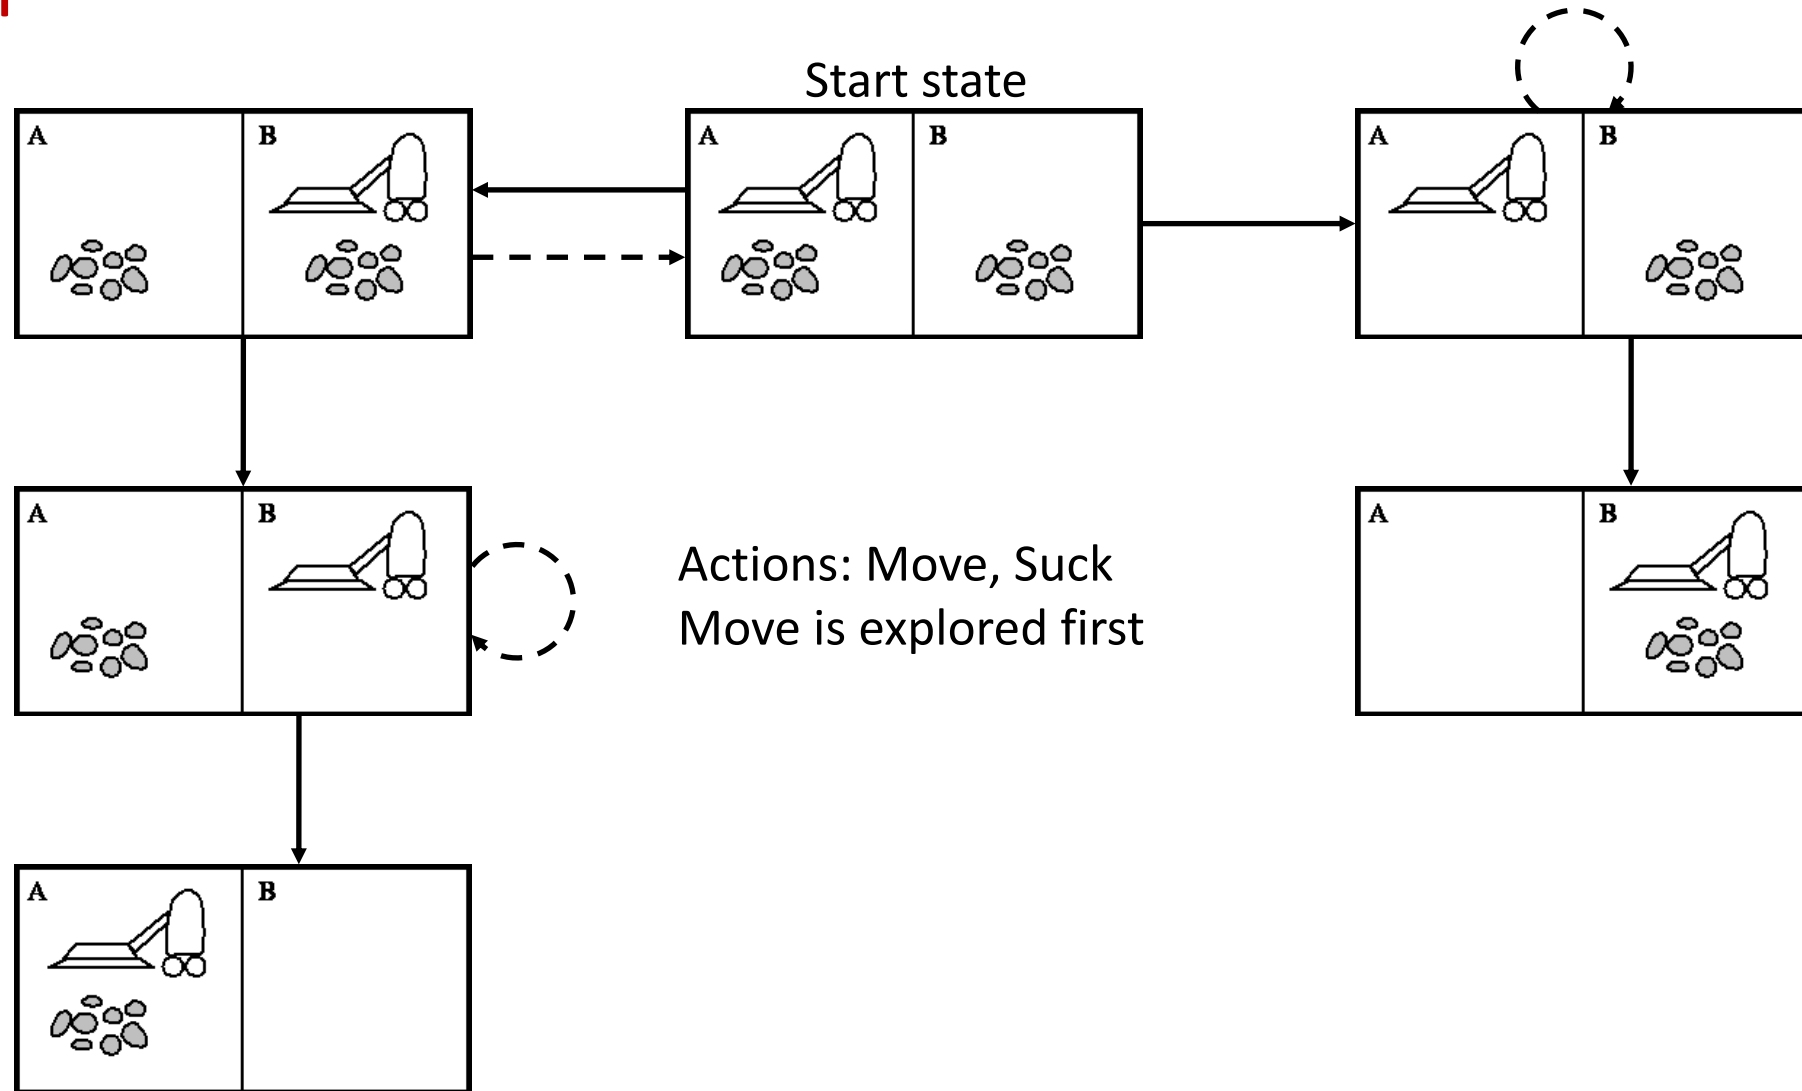 Start state
A B
A B
A B
A B
A B
Actions: Move, Suck
Move is explored first
A B